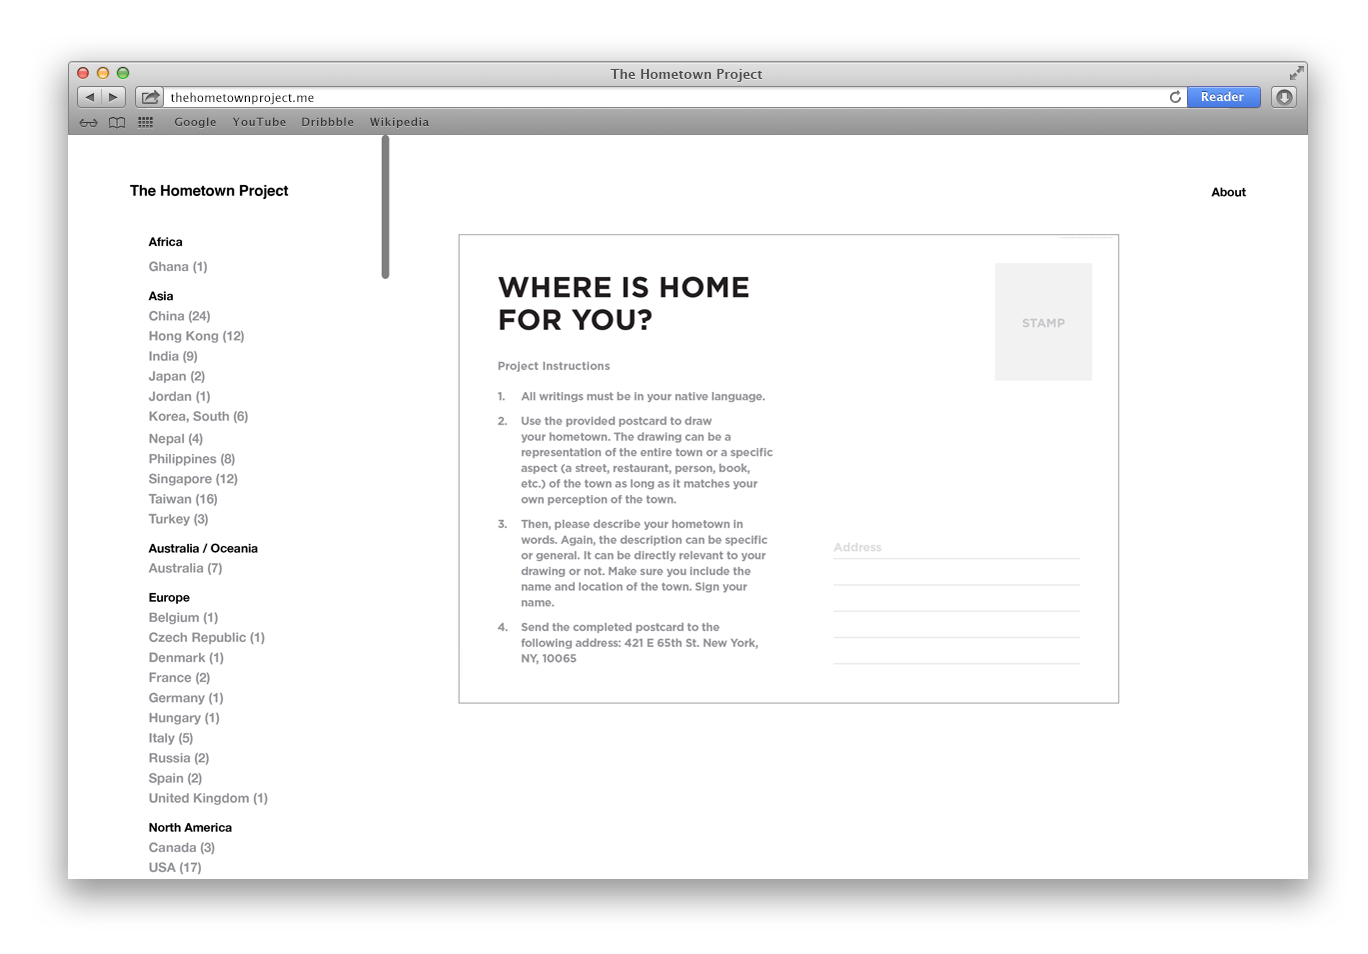 The Hometown Project
thehometownproject.me
Reader
Google YouTube Dribbble Wikipedia
The Hometown Project
About
Africa
Ghana (1)
Asia
China (24)
Hong Kong (12)
India (9)
Japan (2)
Jordan (1)
Korea, South (6)
Nepal (4)
Philippines (8)
Singapore (12)
Taiwan (16)
Turkey (3)
Australia / Oceania
Australia (7)
Europe
Belgium (1)
Czech Republic (1)
Denmark (1)
France (2)
Germany (1)
Hungary (1)
Italy (5)
Russia (2)
Spain (2)
United Kingdom (1)
North America
Canada (3)
USA (17)
WHERE IS HOME
FOR YOU?
Project Instructions
1. All writings must be in your native language.
2. Use the provided postcard to draw
your hometown. The drawing can be a
representation of the entire town or a specific
aspect (a street, restaurant, person, book,
etc.) of the town as long as it matches your
own perception of the town.
3. Then, please describe your hometown in
words. Again, the description can be specific
or general. It can be directly relevant to your
drawing or not. Make sure you include the
name and location of the town. Sign your
name.
4. Send the completed postcard to the
following address: 421 E 65th St. New York,
NY, 10065
STAMP
Address